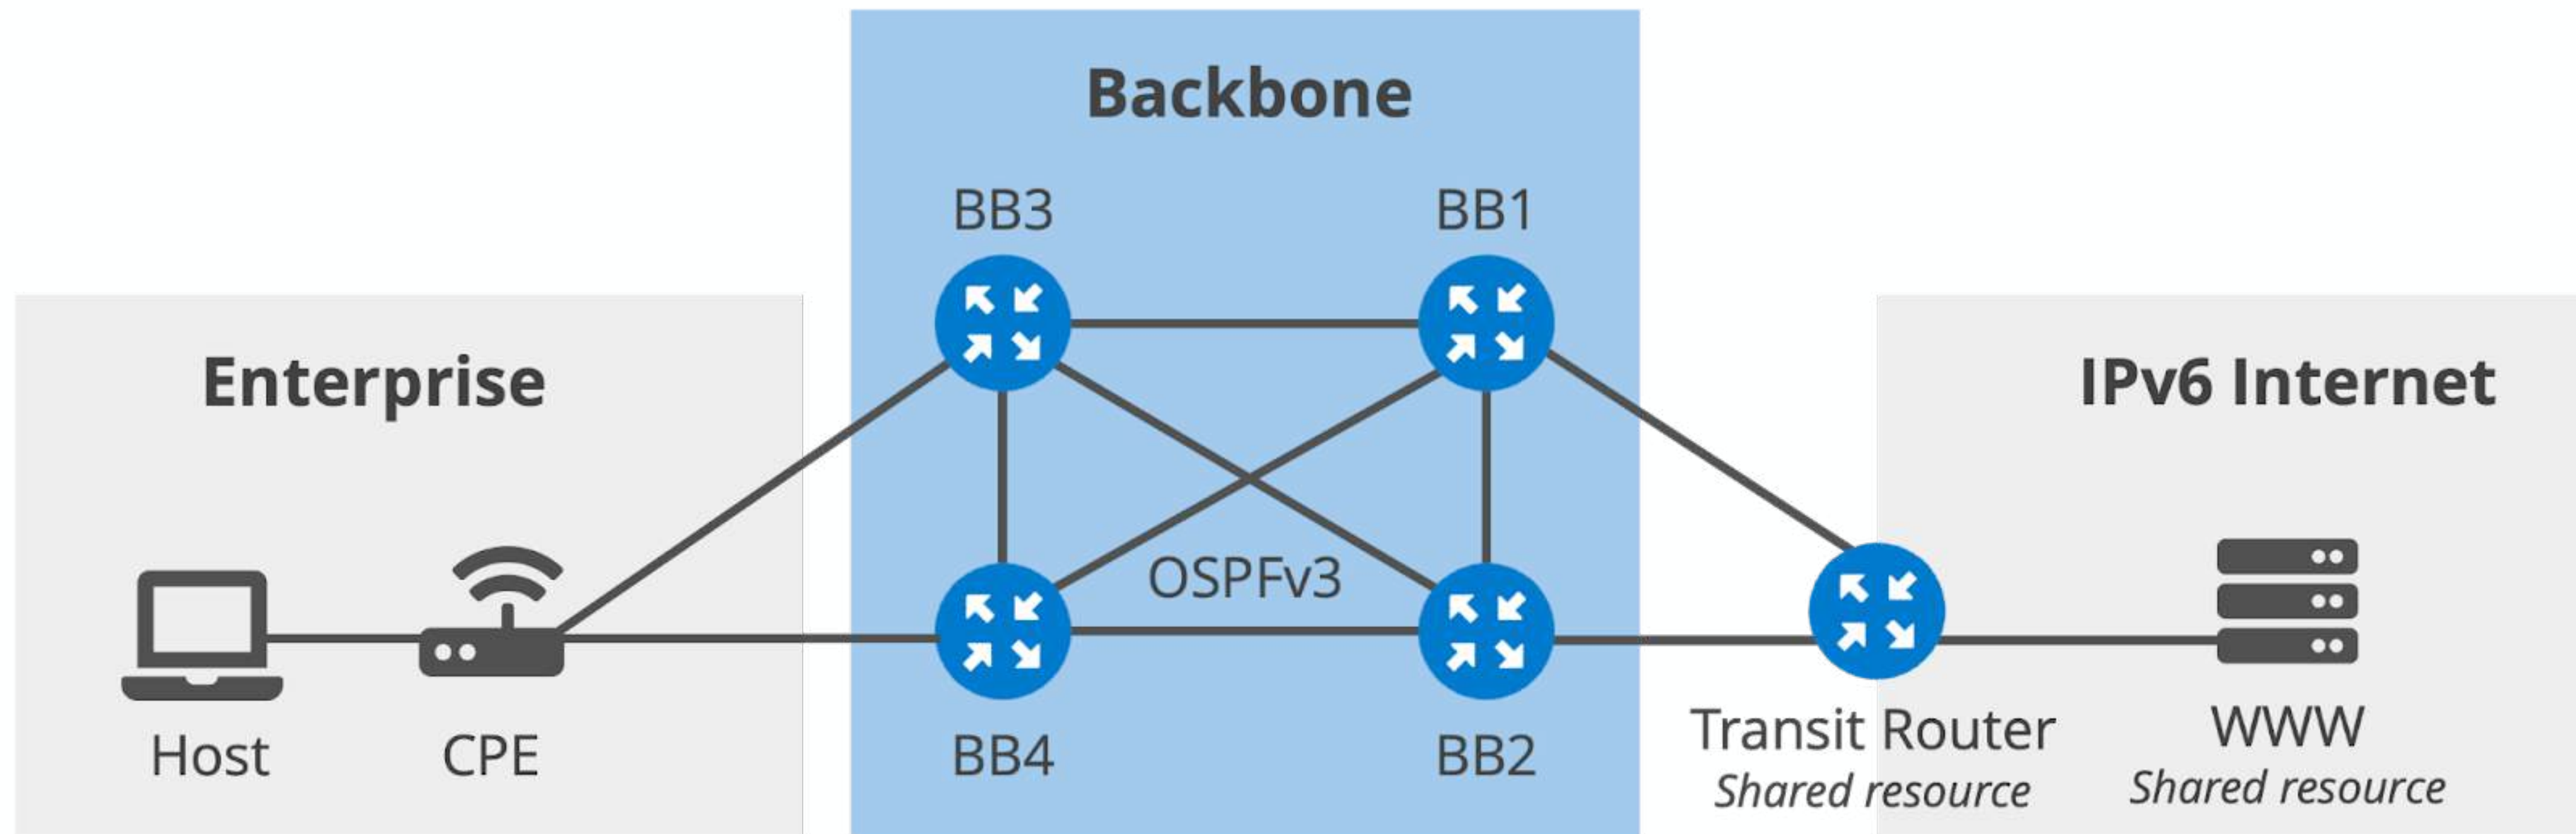 Backbone
BB3
BB1
Enterprise
IPv6 Internet
OSPFv3
Host
CPE
BB4
BB2
Transit Router
Shared resource
WWW
Shared resource